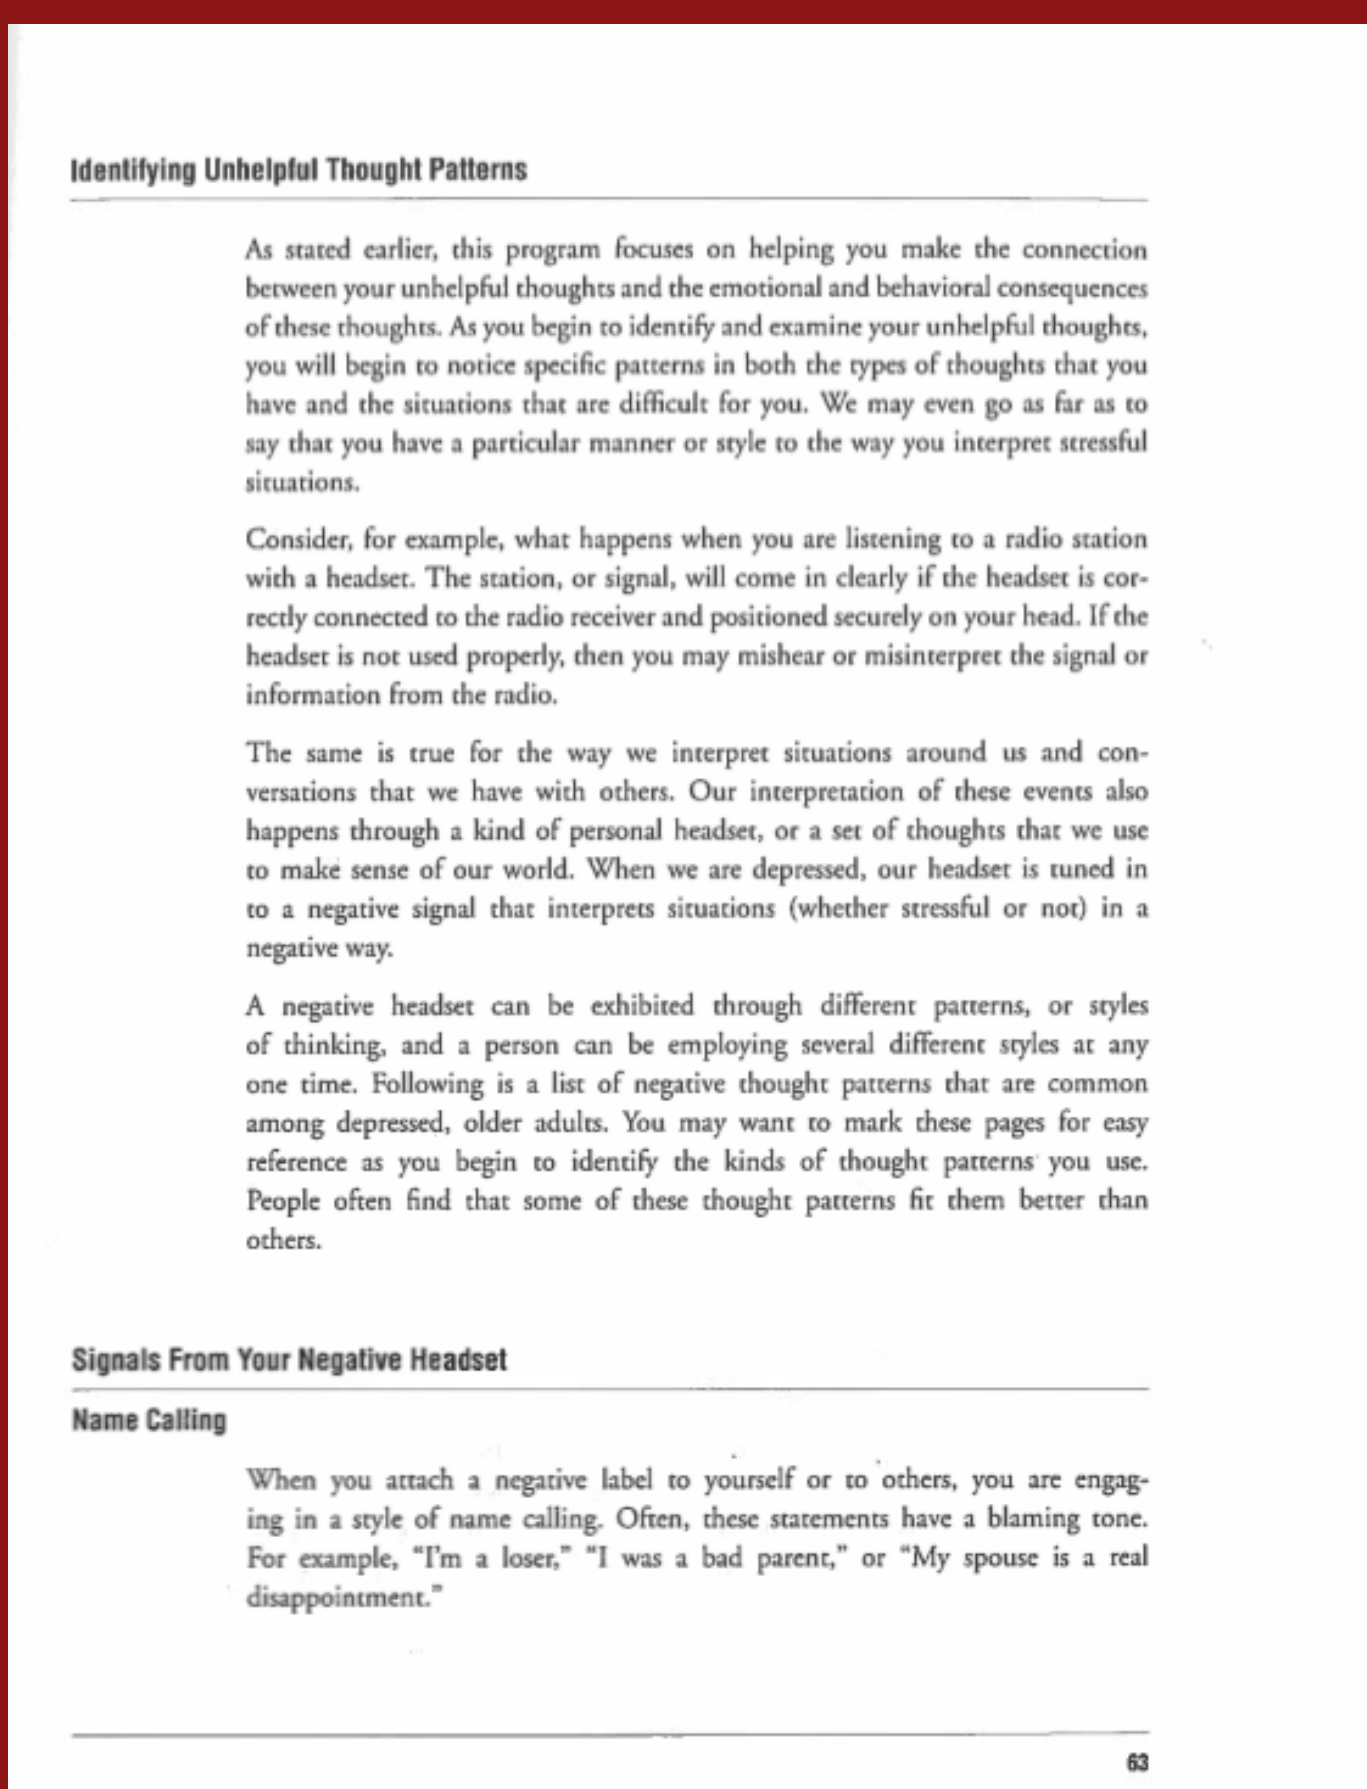 Identifying Unhelpful Thought Patterns
As stated earlier, this program focuses on helping you make the connection
between your unhelpful thoughts and the emotional and behavioral consequences
of these thoughts. As you begin to identify and examine your unhelpful thoughts,
you will begin to notice specific patterns in both the types of thoughts that you
have and the situations that are difficult for you. We may even go as far as to
say that you have a particular manner or style to the way you interpret stressful
situations.
Consider, for example, what happens when you are listening to a radio station
with a headset. The station, or signal, will come in clearly if the headset is cor-
rectly connected to the radio receiver and positioned securely on your head. If the
headset is not used properly, then you may mishear or misinterpret the signal or
information from the radio.
The same is true for the way we interpret situations around us and con-
versations that we have with others. Our interpretation of these events also
happens through a kind of personal headset, or a set of thoughts that we use
to make sense of our world. When we are depressed, our headset is tuned in
to a negative signal that interprets situations (whether stressful or not) in a
negative way.
A negative headset can be exhibited through different patterns, or styles
of thinking, and a person can be employing several different styles at any
one time. Following is a list of negative thought patterns that are common
among depressed, older adults. You may want to mark these pages for easy
reference as you begin to identify the kinds of thought patterns you use.
People often find that some of these thought patterns fit them better than
others.
Signals From Your Negative Headset
Name Calling
When you attach a negative label to yourself or to others, you are engag-
ing in a style of name calling. Often, these statements have a blaming tone.
For example, “I’m a loser,” “I was a bad parent,” or “My spouse is a real
disappointment.”
63